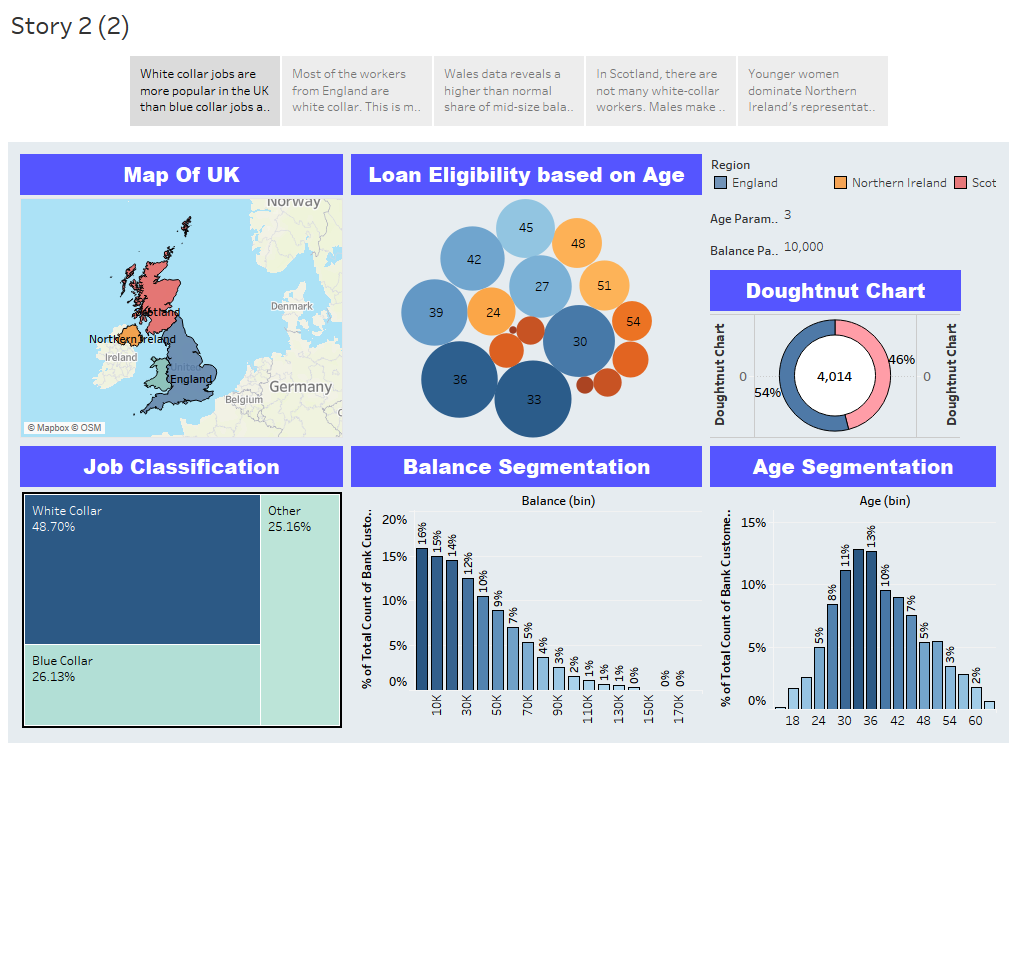 Story 2 (2)
White collar jobs are
more popular in the UK
than blue collar jobs a..
Most of the workers
from England are
white collar. This is m..
Wales data reveals a
higher than normal
share of mid-size bala..
In Scotland, there are
not many white-collar
workers. Males make ..
Younger women
dominate Northern
Ireland's representat..
Map Of UK
Norway
Denmark
Northern Ireland
Ireland
England
Germany
Belgium
© Mapbox © OSM
Loan Eligibility based on Age
45
48
42
27
51
39
24
54
30
36
33
Region
England
Northern Ireland
Scot
Age Param..
3
Balance Pa..
10,000
Doughtnut Chart
Doughtnut Chart
0
54%
4,014
46%
0
Doughtnut Chart
Job Classification
White Collar
48.70%
Other
25.16%
Blue Collar
26.13%
Balance Segmentation
Balance (bin)
% of Total Count of Bank Custo..
20%
15%
10%
5%
0%
16%
15%
14%
12%
10%
9%
7%
5%
4%
3%
2%
1%
1%
1%
0%
0%
0%
10K
30K
50K
70K
90K
110K
130K
150K
170K
Age Segmentation
Age (bin)
% of Total Count of Bank Custome..
15%
10%
5%
0%
5%
8%
11%
13%
10%
7%
5%
3%
2%
18
24
30
36
42
48
54
60